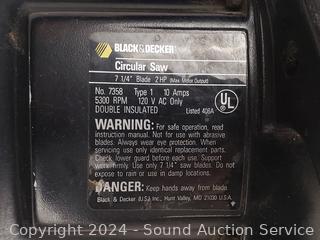 BLACK&DECKER
Circular Saw
7 1/4" Blade 2 HP (Max Motor Output)
No. 7358 Type 1 10 Amps
5300 RPM 120 V AC Only
DOUBLE INSULATED Listed 406A
UL
WARNING: For safe operation, read
instruction manual. Not for use with abrasive
blades. Always wear eye protection. When
servicing use only identical replacement parts.
Check lower guard before each use. Must close
instantly. Use only 7 1/4" saw blades. Do not
expose to rain or use in damp locations.
DANGER: Keep hands away from blade
Black & Decker (U.S.) Inc., Hunt Valley, MD 21030 U.S.A.
Copyright 2024 - Sound Auction Service